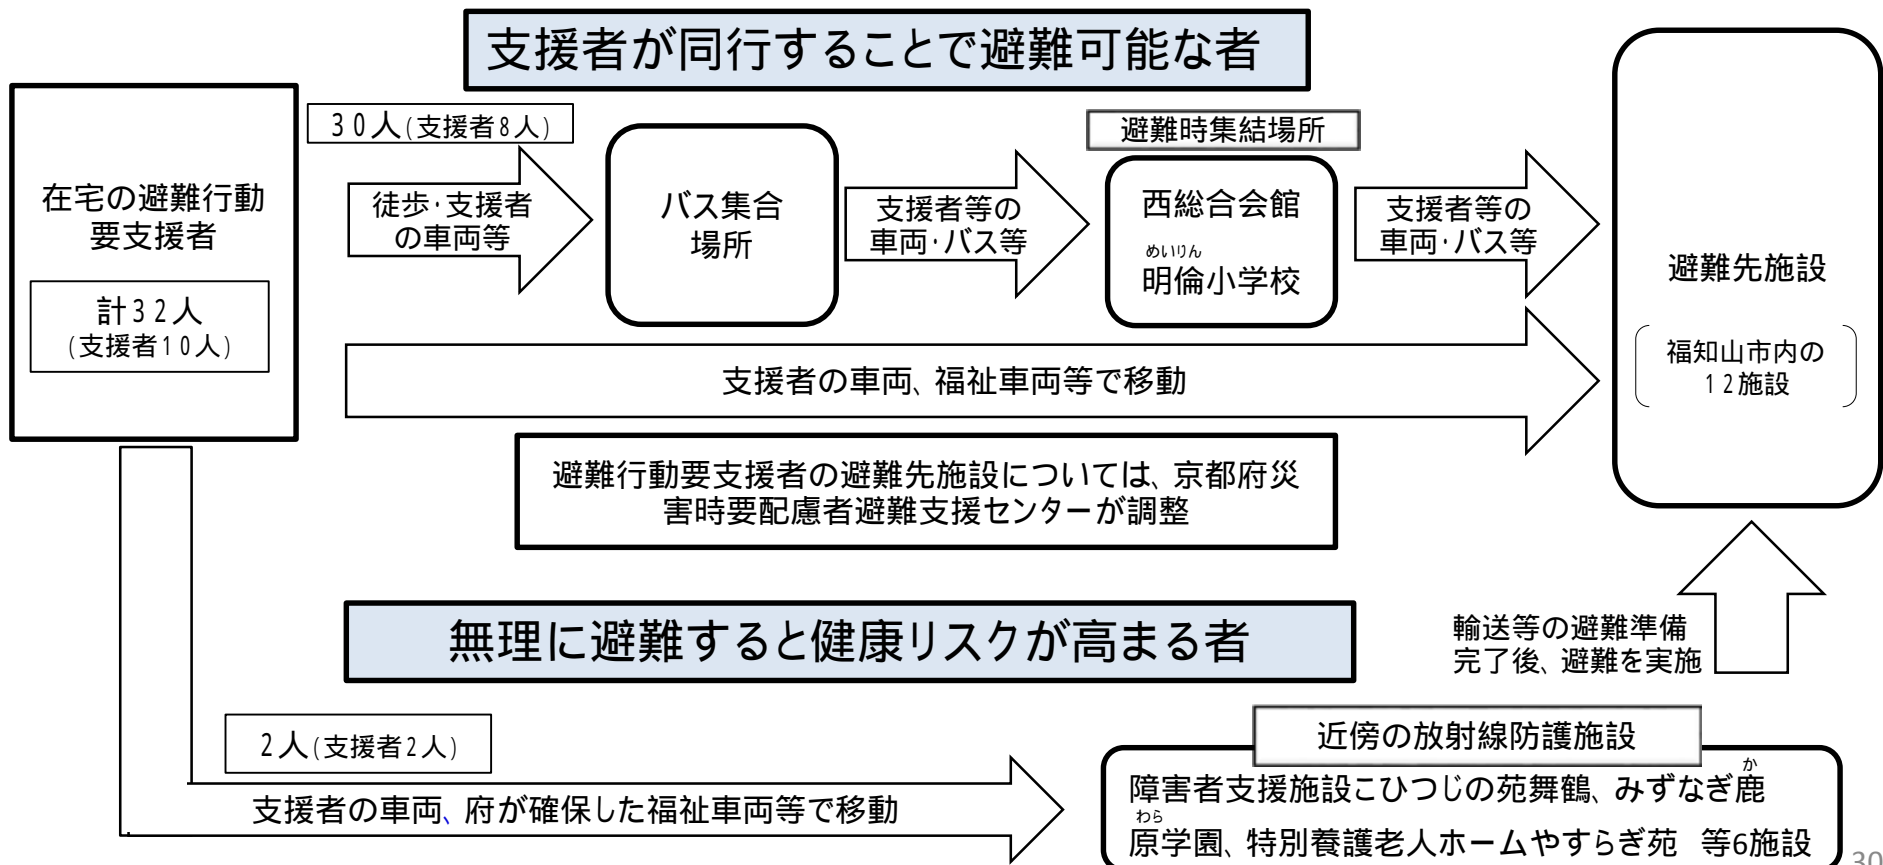 支援者が同行することで避難可能な者
在宅の避難行動
要支援者
計32人
(支援者10人)
30人(支援者8人)
徒歩・支援者
の車両等
バス集合
場所
支援者等の
車両・バス等
避難時集結場所
西総合会館
めいりん
明倫小学校
支援者等の
車両・バス等
避難先施設
福知山市内の
12施設
支援者の車両、福祉車両等で移動
避難行動要支援者の避難先施設については、京都府災
害時要配慮者避難支援センターが調整
無理に避難すると健康リスクが高まる者
輸送等の避難準備
完了後、避難を実施
2人(支援者2人)
支援者の車両、府が確保した福祉車両等で移動
近傍の放射線防護施設
か
障害者支援施設こひつじの苑舞鶴、みずなぎ鹿
わら
原学園、特別養護老人ホームやすらぎ苑 等6施設
30